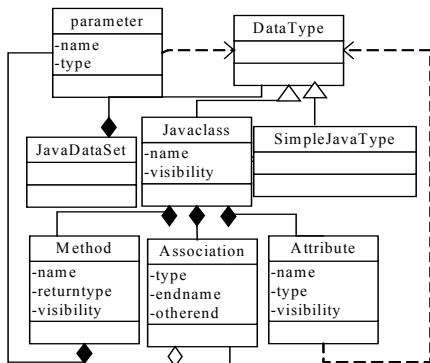 parameter
-name
-type
DataType
JavaDataSet
Javaclass
-name
-visibility
SimpleJavaType
Method
-name
-returntype
-visibility
Association
-type
-endname
-otherend
Attribute
-name
-type
-visibility